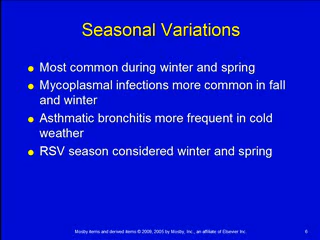 Seasonal Variations
Most common during winter and spring
Mycoplasmal infections more common in fall
and winter
Asthmatic bronchitis more frequent in cold
weather
RSV season considered winter and spring
Mosby items and derived items © 2009, 2005 by Mosby, Inc., an affiliate of Elsevier Inc.
6